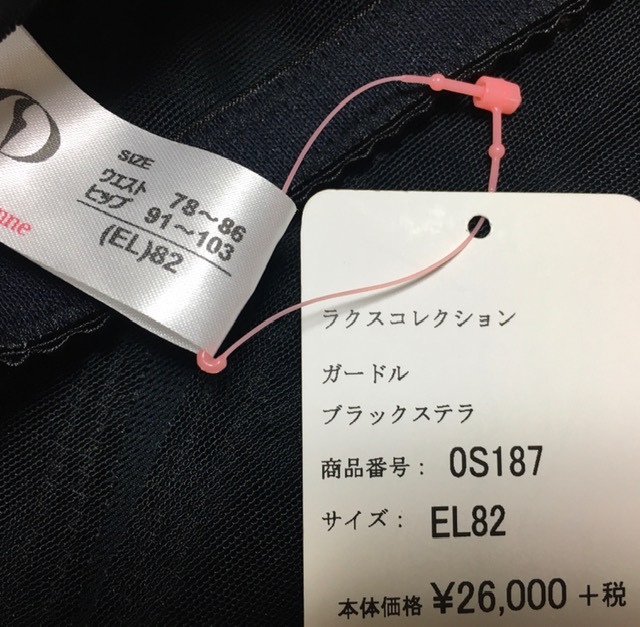 SIZE
ウエスト 78～86
ヒップ 91～103
(EL)82
nne
ラクスコレクション
ガードル
ブラックステラ
商品番号： OS187
サイズ： EL82
本体価格 ¥26,000 +税